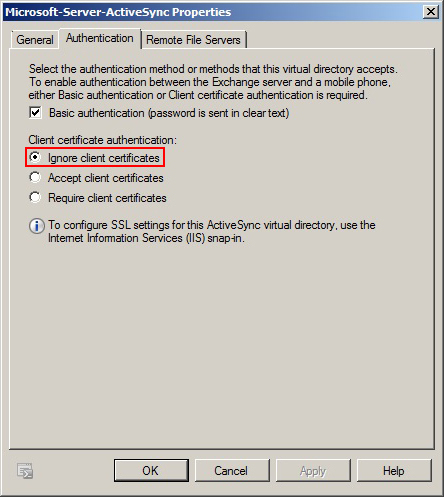 Microsoft-Server-ActiveSync Properties
General Authentication Remote File Servers
Select the authentication method or methods that this virtual directory accepts.
To enable authentication between the Exchange server and a mobile phone,
either Basic authentication or Client certificate authentication is required.
Basic authentication (password is sent in clear text)
Client certificate authentication:
Ignore client certificates
Accept client certificates
Require client certificates
To configure SSL settings for this ActiveSync virtual directory, use the
Internet Information Services (IIS) snap-in.
OK Cancel Apply Help